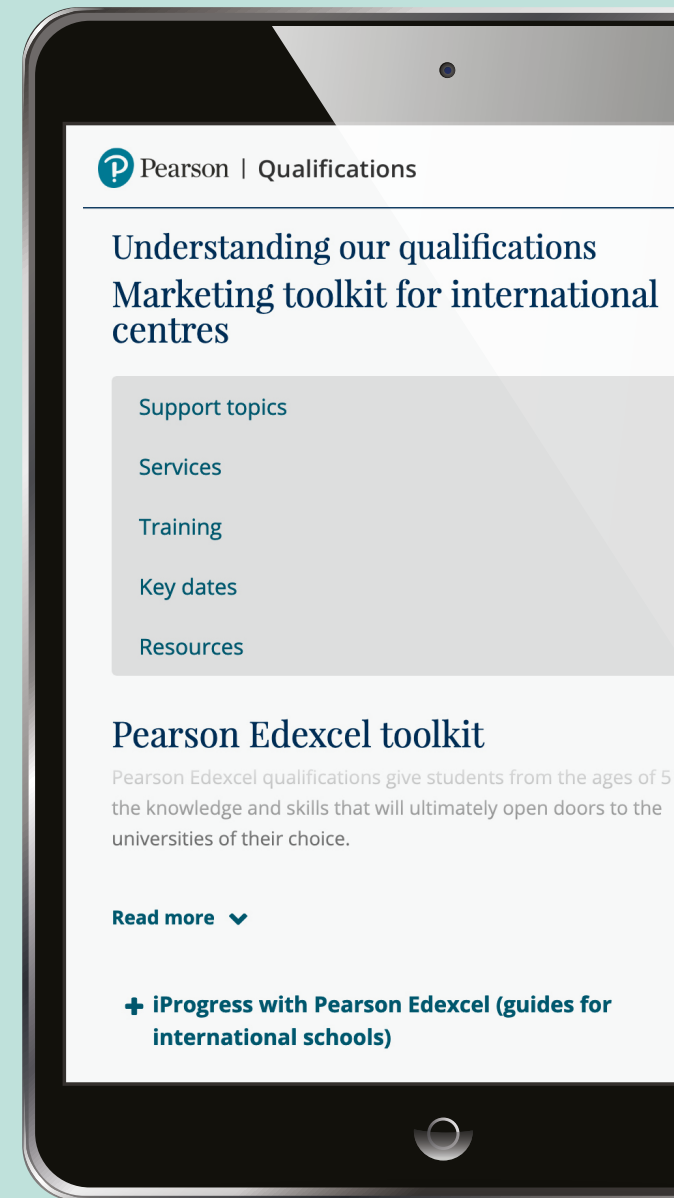 Pearson | Qualifications
Understanding our qualifications
Marketing toolkit for international
centres
Support topics
Services
Training
Key dates
Resources
Pearson Edexcel toolkit
Pearson Edexcel qualifications give students from the ages of 5
the knowledge and skills that will ultimately open doors to the
universities of their choice.
Read more
iProgress with Pearson Edexcel (guides for
international schools)